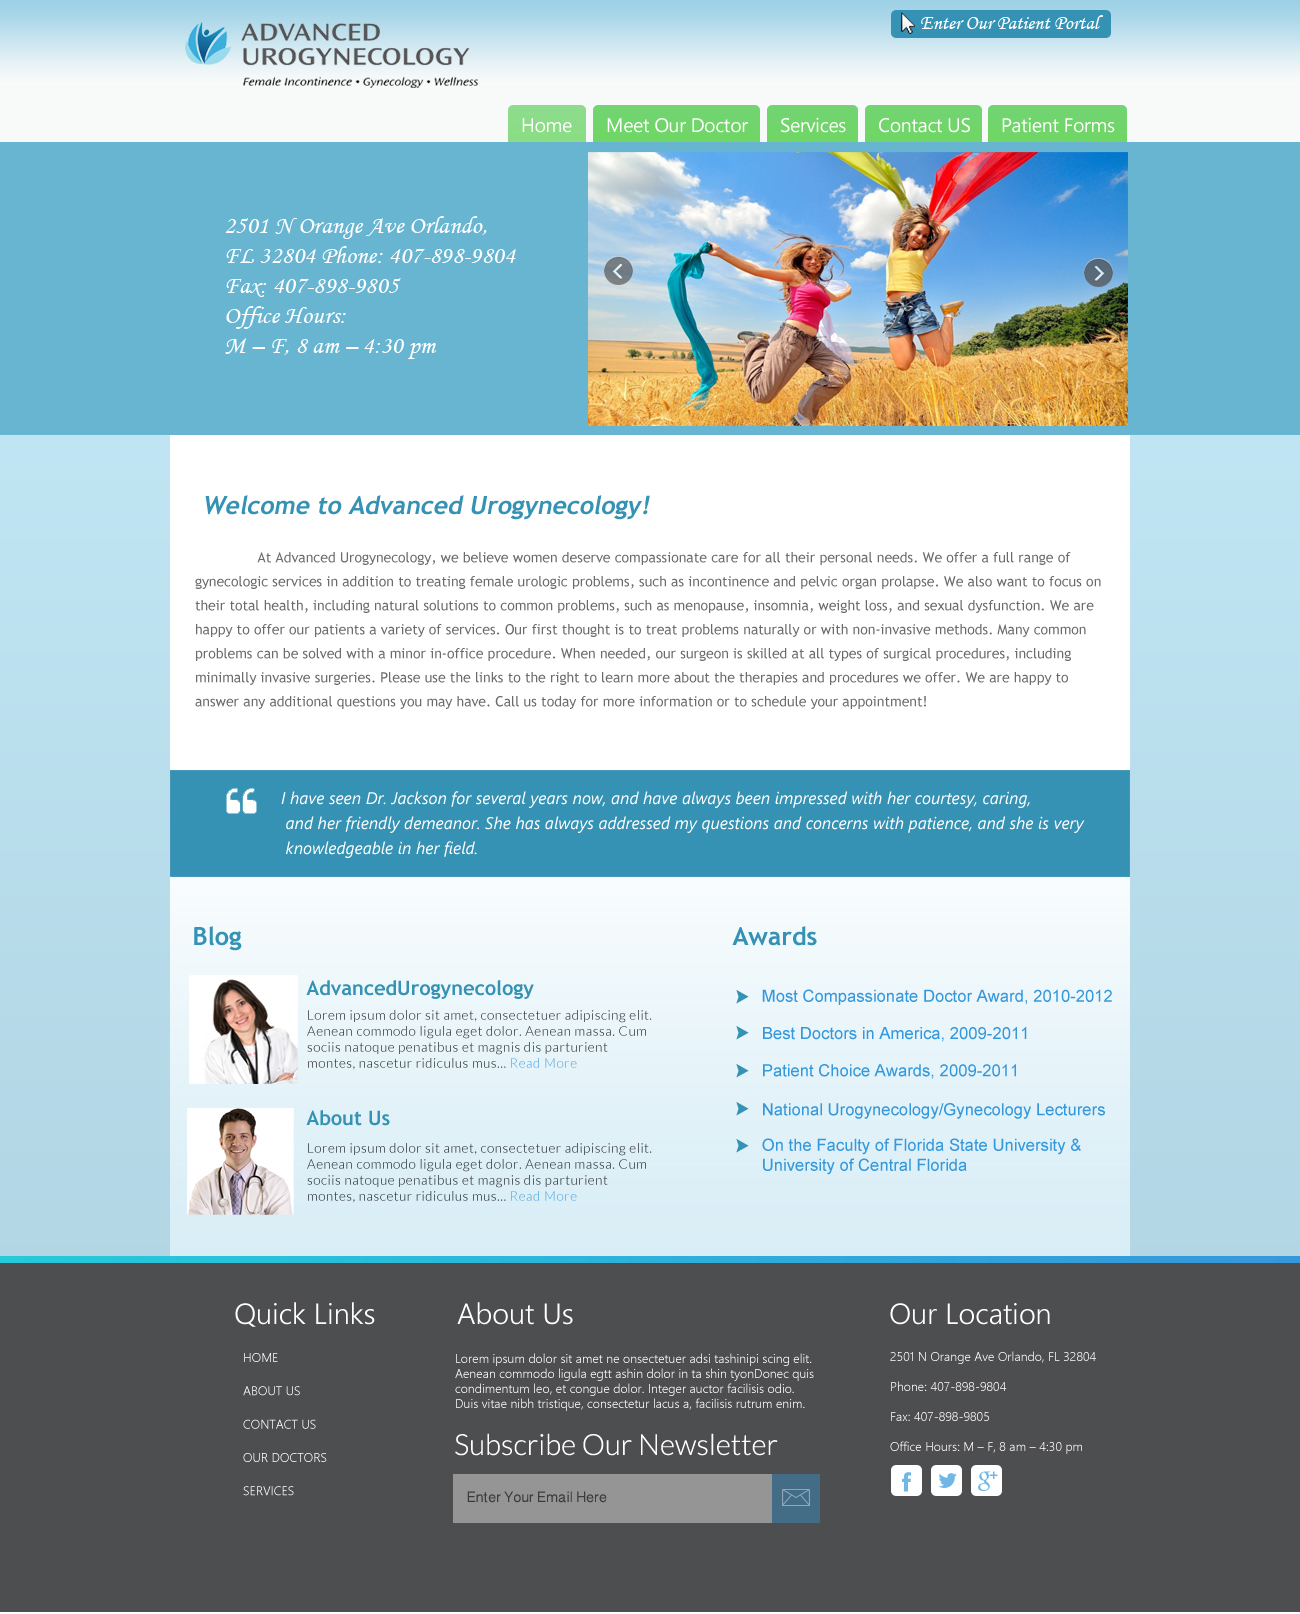 ADVANCED
UROGYNECOLOGY
Female Incontinence • Gynecology • Wellness
Enter Our Patient Portal
Home
Meet Our Doctor
Services
Contact US
Patient Forms
2501 N Orange Ave Orlando,
FL 32804 Phone: 407-898-9804
Fax: 407-898-9805
Office Hours:
M – F, 8 am – 4:30 pm
Welcome to Advanced Urogynecology!
At Advanced Urogynecology, we believe women deserve compassionate care for all their personal needs. We offer a full range of
gynecologic services in addition to treating female urologic problems, such as incontinence and pelvic organ prolapse. We also want to focus on
their total health, including natural solutions to common problems, such as menopause, insomnia, weight loss, and sexual dysfunction. We are
happy to offer our patients a variety of services. Our first thought is to treat problems naturally or with non-invasive methods. Many common
problems can be solved with a minor in-office procedure. When needed, our surgeon is skilled at all types of surgical procedures, including
minimally invasive surgeries. Please use the links to the right to learn more about the therapies and procedures we offer. We are happy to
answer any additional questions you may have. Call us today for more information or to schedule your appointment!
“ I have seen Dr. Jackson for several years now, and have always been impressed with her courtesy, caring,
and her friendly demeanor. She has always addressed my questions and concerns with patience, and she is very
knowledgeable in her field.
Blog
AdvancedUrogynecology
Lorem ipsum dolor sit amet, consectetuer adipiscing elit.
Aenean commodo ligula eget dolor. Aenean massa. Cum
sociis natoque penatibus et magnis dis parturient
montes, nascetur ridiculus mus... Read More
About Us
Lorem ipsum dolor sit amet, consectetuer adipiscing elit.
Aenean commodo ligula eget dolor. Aenean massa. Cum
sociis natoque penatibus et magnis dis parturient
montes, nascetur ridiculus mus... Read More
Awards
Most Compassionate Doctor Award, 2010-2012
Best Doctors in America, 2009-2011
Patient Choice Awards, 2009-2011
National Urogynecology/Gynecology Lecturers
On the Faculty of Florida State University &
University of Central Florida
Quick Links
HOME
ABOUT US
CONTACT US
OUR DOCTORS
SERVICES
About Us
Lorem ipsum dolor sit amet ne onsectetuer adsi tashinipi scing elit.
Aenean commodo ligula egtt ashin dolor in ta shin tyonDonec quis
condimentum leo, et congue dolor. Integer auctor facilisis odio.
Duis vitae nibh tristique, consectetur lacus a, facilisis rutrum enim.
Subscribe Our Newsletter
Enter Your Email Here
Our Location
2501 N Orange Ave Orlando, FL 32804
Phone: 407-898-9804
Fax: 407-898-9805
Office Hours: M – F, 8 am – 4:30 pm
f
g+